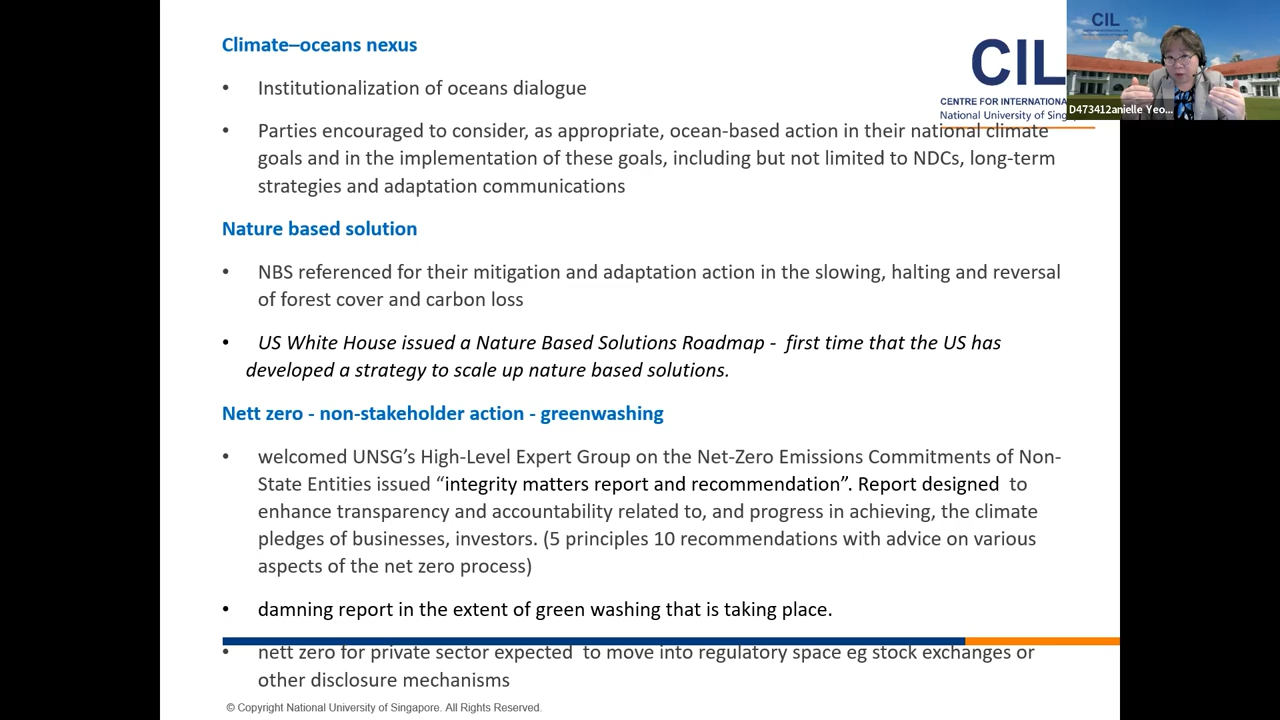 Climate–oceans nexus
• Institutionalization of oceans dialogue
• Parties encouraged to consider, as appropriate, ocean-based action in their national climate
goals and in the implementation of these goals, including but not limited to NDCs, long-term
strategies and adaptation communications
Nature based solution
• NBS referenced for their mitigation and adaptation action in the slowing, halting and reversal
of forest cover and carbon loss
• US White House issued a Nature Based Solutions Roadmap - first time that the US has
developed a strategy to scale up nature based solutions.
Nett zero - non-stakeholder action - greenwashing
• welcomed UNSG’s High-Level Expert Group on the Net-Zero Emissions Commitments of Non-
State Entities issued “integrity matters report and recommendation”. Report designed to
enhance transparency and accountability related to, and progress in achieving, the climate
pledges of businesses, investors. (5 principles 10 recommendations with advice on various
aspects of the net zero process)
• damning report in the extent of green washing that is taking place.
• nett zero for private sector expected to move into regulatory space eg stock exchanges or
other disclosure mechanisms
© Copyright National University of Singapore. All Rights Reserved.
CIL
CENTRE FOR INTERNATIONA
National University of Sing
CIL
D473412anielle Yeo...